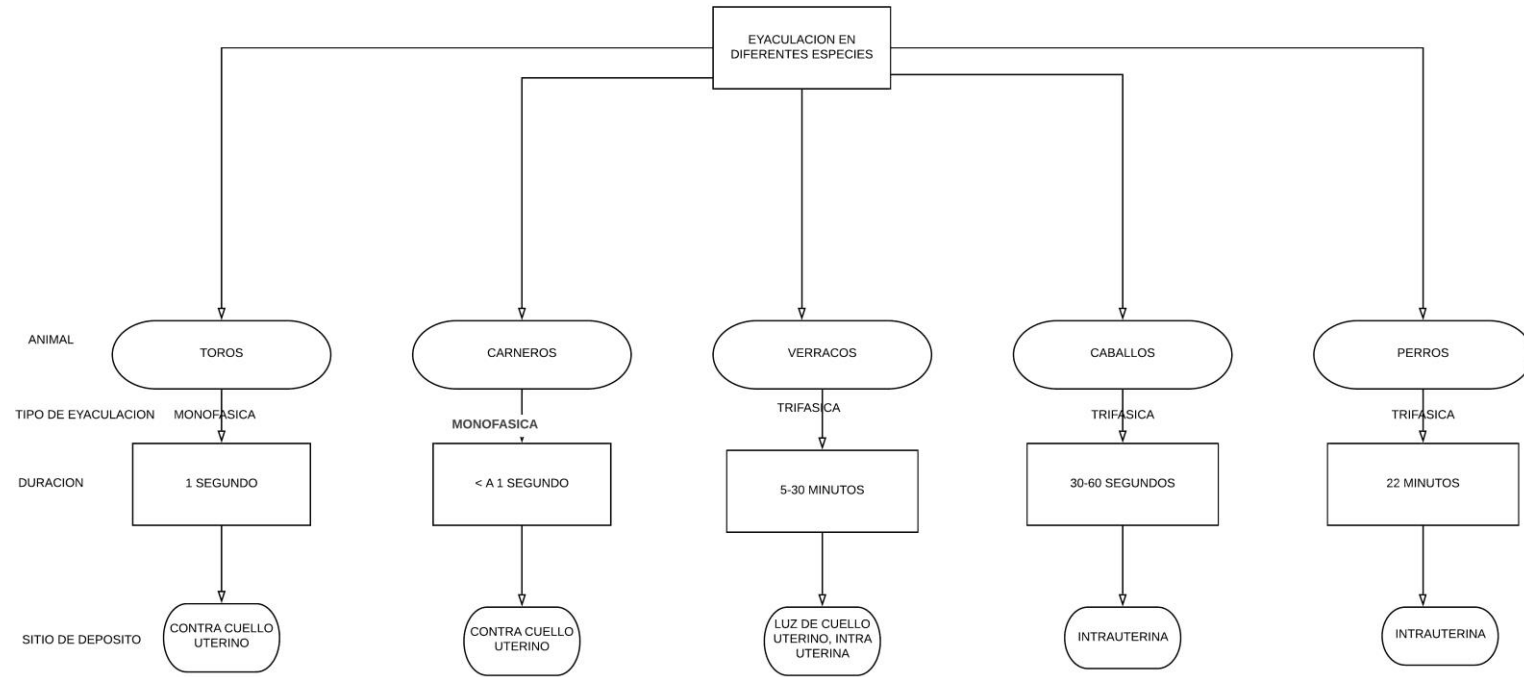 EYACULACION EN
DIFERENTES ESPECIES
ANIMAL
TOROS
CARNEROS
VERRACOS
CABALLOS
PERROS
TIPO DE EYACULACION
MONOFASICA
MONOFASICA
TRIFASICA
TRIFASICA
TRIFASICA
DURACION
1 SEGUNDO
< A 1 SEGUNDO
5-30 MINUTOS
30-60 SEGUNDOS
22 MINUTOS
SITIO DE DEPOSITO
CONTRA CUELLO
UTERINO
CONTRA CUELLO
UTERINO
LUZ DE CUELLO
UTERINO, INTRA
UTERINA
INTRAUTERINA
INTRAUTERINA